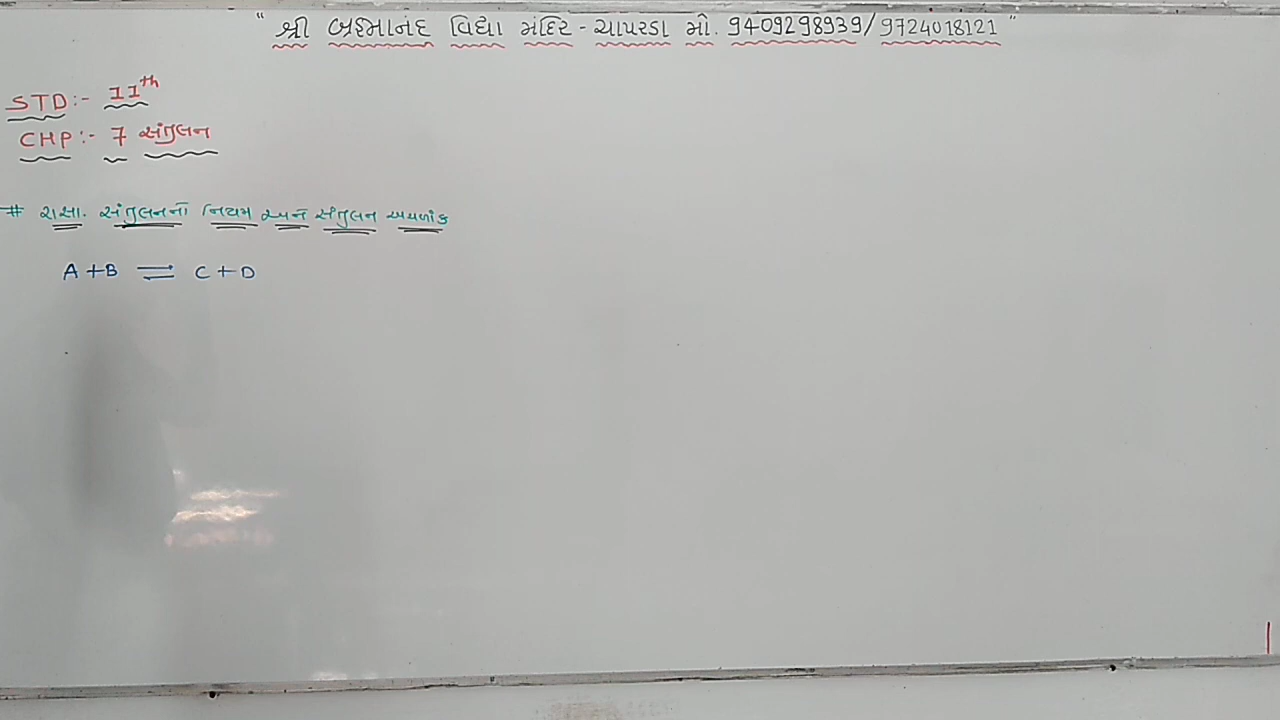 " શ્રી બ્રહ્માનંદ વિદ્યા મંદિર - ચાપરડા મો. 9409298939/9724018121 "
STD :- 11th
CHP :- 7 સંતુલન
# રાસા. સંતુલનનો નિયમ અને સંતુલન અચળાંક
A + B ⇌ C + D